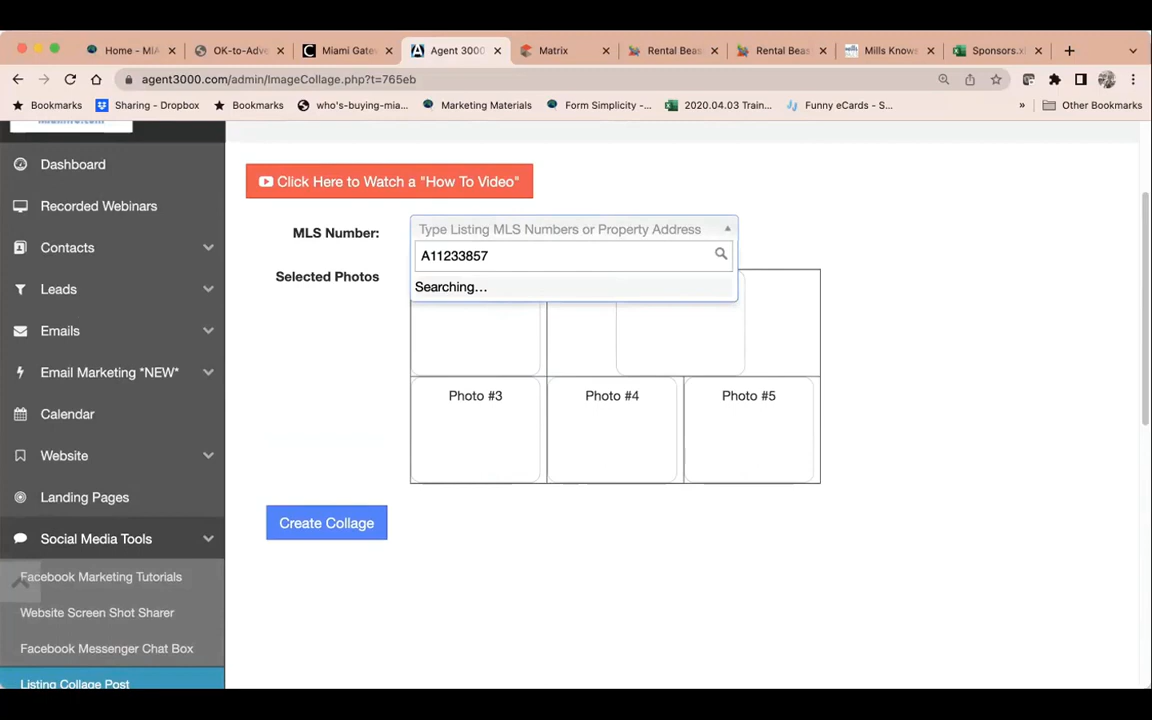 Home - MIA
OK-to-Adve
Miami Gate
Agent 3000
Matrix
Rental Beas
Rental Beas
Mills Knows
Sponsors.xl
agent3000.com/admin/ImageCollage.php?t=765eb
Bookmarks
Sharing - Dropbox
Bookmarks
who's-buying-mia...
Marketing Materials
Form Simplicity -...
2020.04.03 Train...
Funny eCards - S...
»
Other Bookmarks
Dashboard
Recorded Webinars
Contacts
Leads
Emails
Email Marketing *NEW*
Calendar
Website
Landing Pages
Social Media Tools
Facebook Marketing Tutorials
Website Screen Shot Sharer
Facebook Messenger Chat Box
Listing Collage Post
Click Here to Watch a "How To Video"
MLS Number:
Type Listing MLS Numbers or Property Address
A11233857
Searching...
Selected Photos
Photo #3
Photo #4
Photo #5
Create Collage